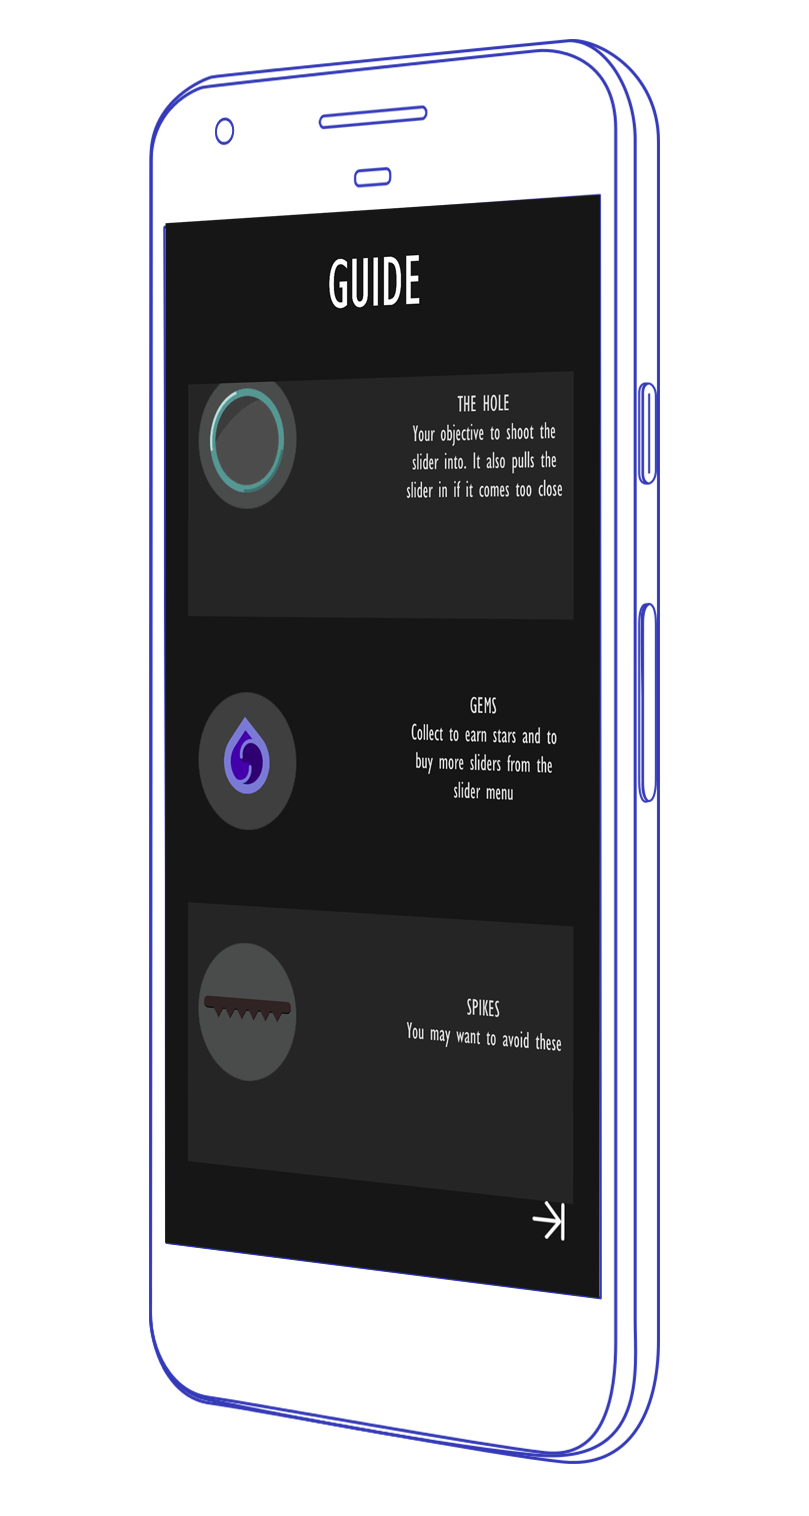 GUIDE
THE HOLE
Your objective to shoot the
slider into. It also pulls the
slider in if it comes too close
GEMS
Collect to earn stars and to
buy more sliders from the
slider menu
SPIKES
You may want to avoid these